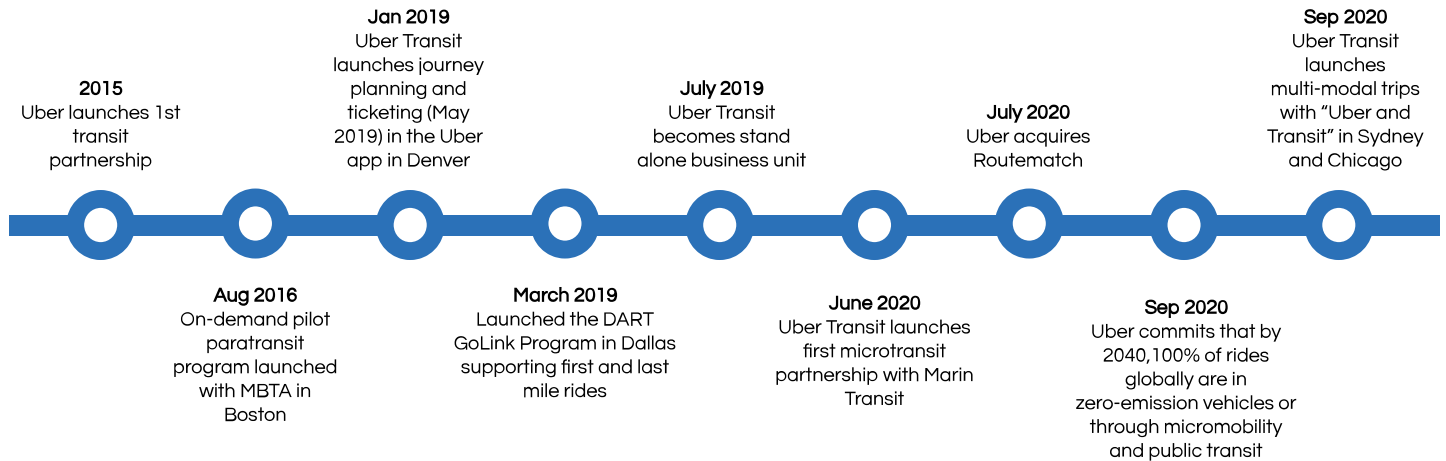 2015
Uber launches 1st
transit
partnership
Aug 2016
On-demand pilot
paratransit
program launched
with MBTA in
Boston
Jan 2019
Uber Transit
launches journey
planning and
ticketing (May
2019) in the Uber
app in Denver
March 2019
Launched the DART
GoLink Program in Dallas
supporting first and last
mile rides
July 2019
Uber Transit
becomes stand
alone business unit
June 2020
Uber Transit launches
first microtransit
partnership with Marin
Transit
July 2020
Uber acquires
Routematch
Sep 2020
Uber commits that by
2040,100% of rides
globally are in
zero-emission vehicles or
through micromobility
and public transit
Sep 2020
Uber Transit
launches
multi-modal trips
with “Uber and
Transit” in Sydney
and Chicago